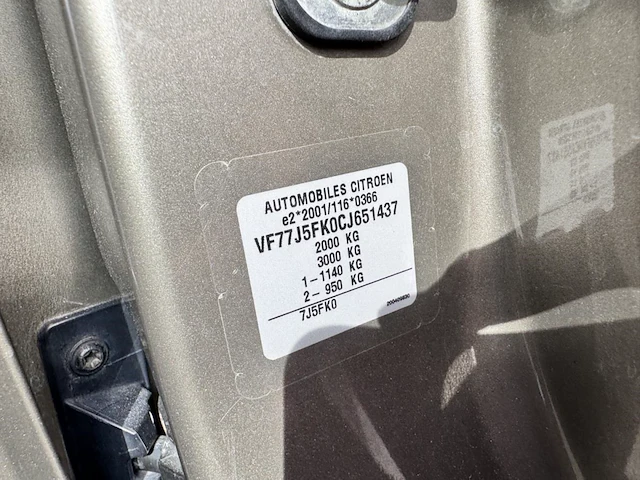 AUTOMOBILES CITROEN
e2*2001/116*0366
VF77J5FK0CJ651437
2000 KG
3000 KG
1-1140 KG
2- 950 KG
7J5FK0